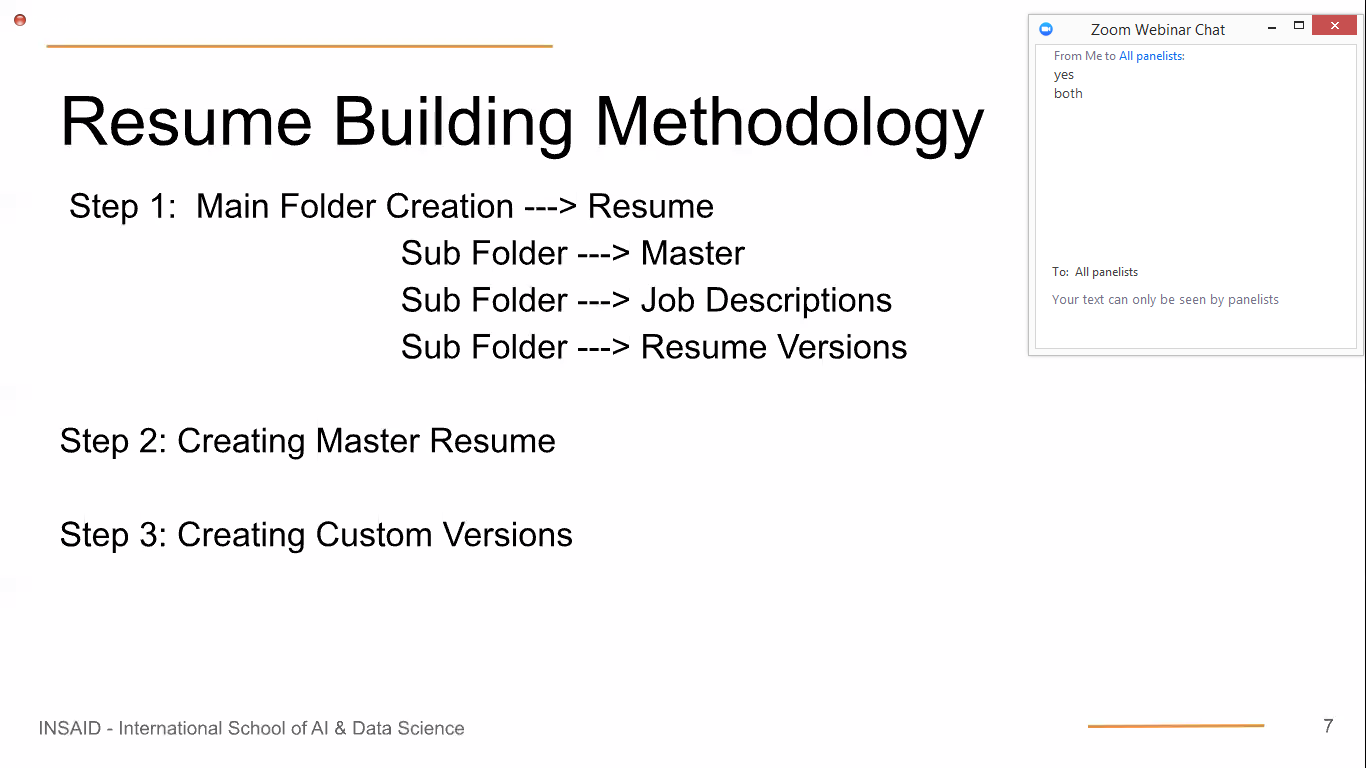 Resume Building Methodology
Step 1: Main Folder Creation ---> Resume
Sub Folder ---> Master
Sub Folder ---> Job Descriptions
Sub Folder ---> Resume Versions
Step 2: Creating Master Resume
Step 3: Creating Custom Versions
INSAID - International School of AI & Data Science
7
Zoom Webinar Chat
From Me to All panelists:
yes
both
To: All panelists
Your text can only be seen by panelists